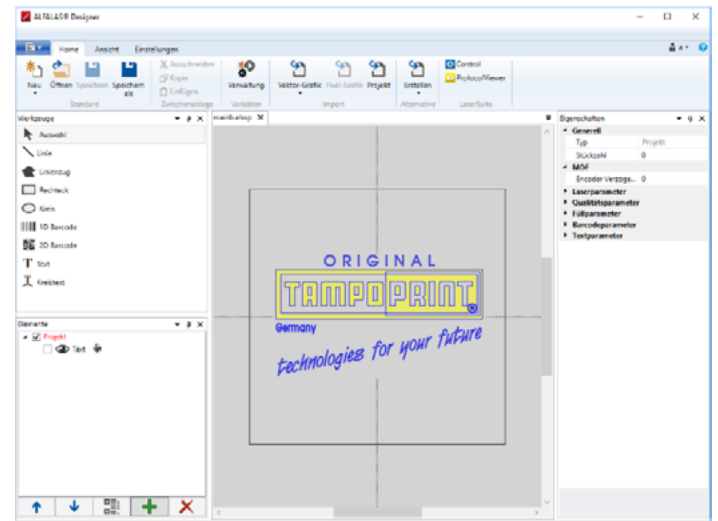 ALFALAS® Designer
Home Ansicht Einstellungen
Neu Öffnen Speichern Speichern als
Ausschneiden
Kopie
Einfügen
Verwaltung Vektor-Grafik Pixel-Grafik Projekt Erstellen
Control
ProtocolViewer
Standard Zwischenablage Variablen Import Alternative LaserSuite
Werkzeuge
Auswahl
Linie
Linienzug
Rechteck
Kreis
1D Barcode
2D Barcode
Text
Kreistext
Elemente
Projekt
Text
ORIGINAL
TAMPOPRINT®
Germany
technologies for your future
Eigenschaften
Generell
Typ Projekt
Stückzahl 0
MOF
Encoder Verzöge... 0
Laserparameter
Qualitätsparameter
Füllparameter
Barcodeparameter
Textparameter